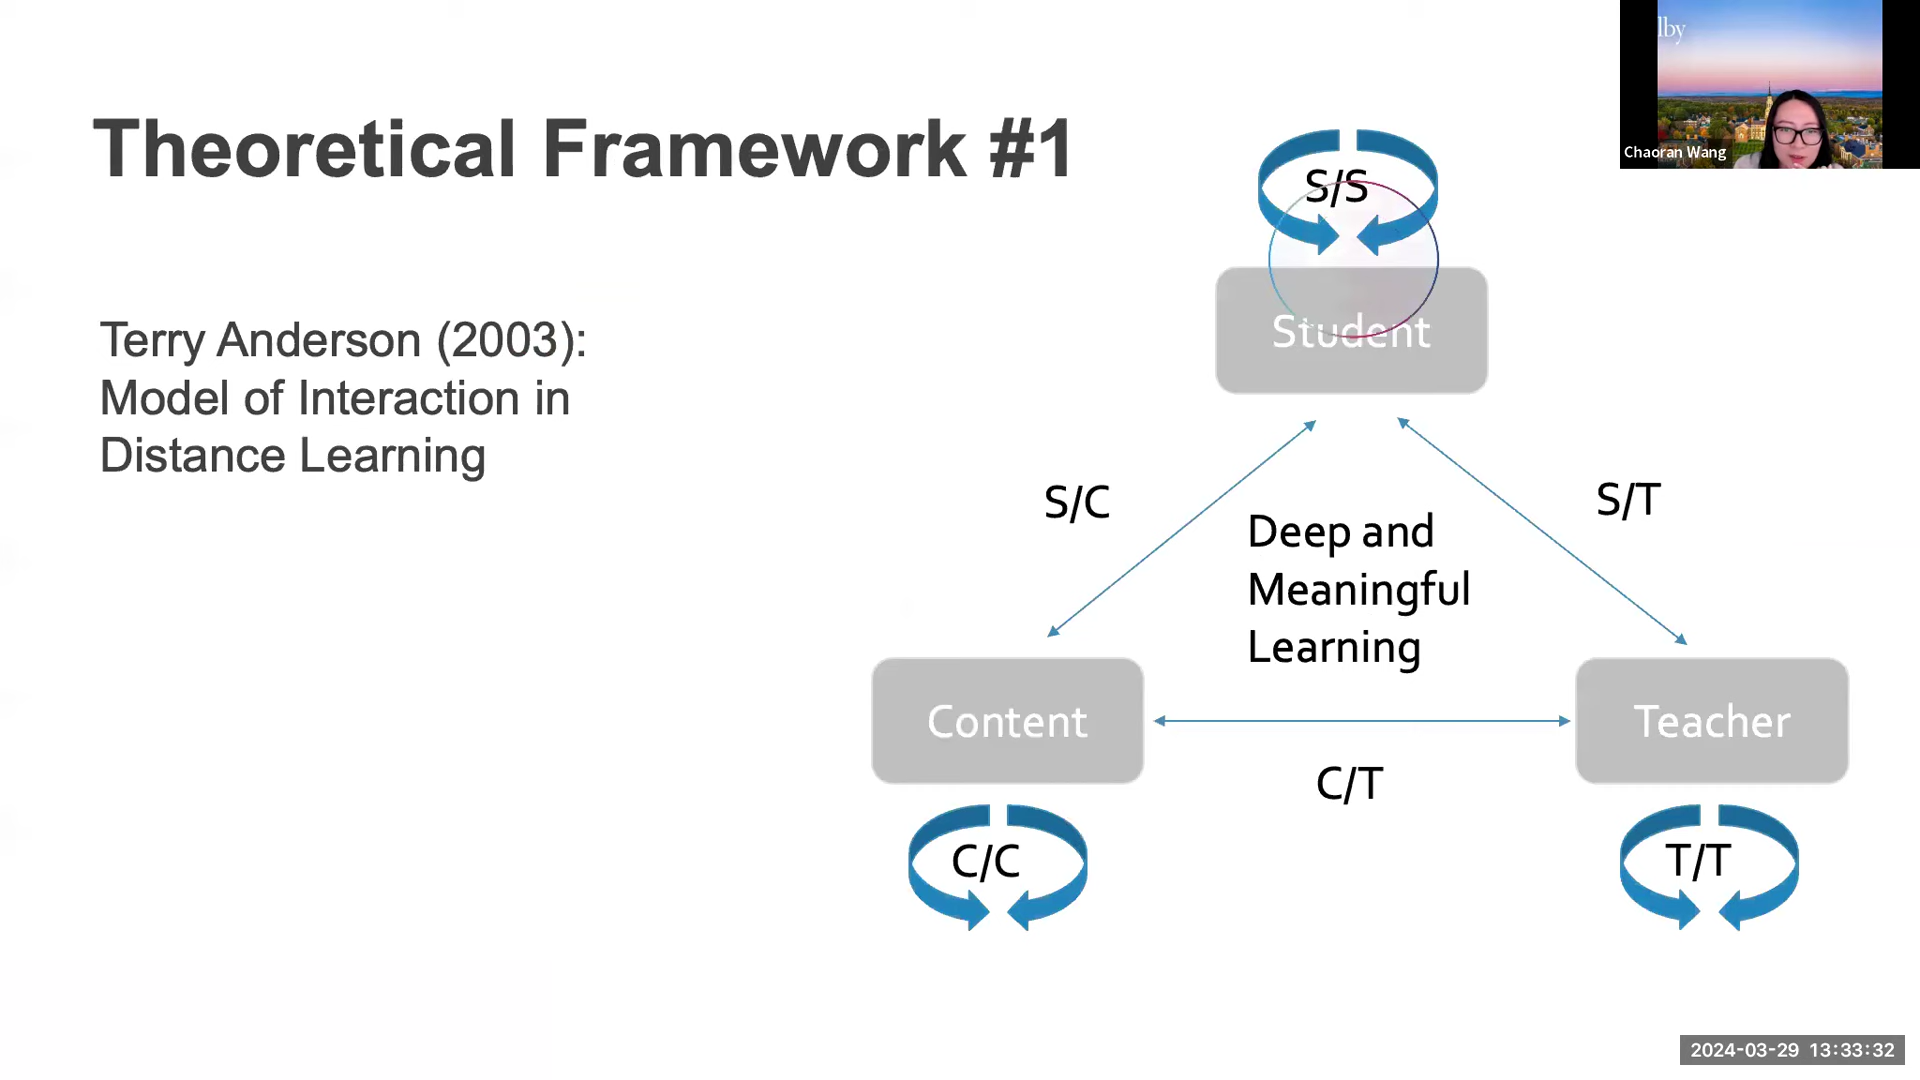 lby
Chaoran Wang
Theoretical Framework #1
Terry Anderson (2003):
Model of Interaction in
Distance Learning
S/S
Student
S/C
S/T
Deep and
Meaningful
Learning
Content
Teacher
C/T
C/C
T/T
2024-03-29 13:33:32